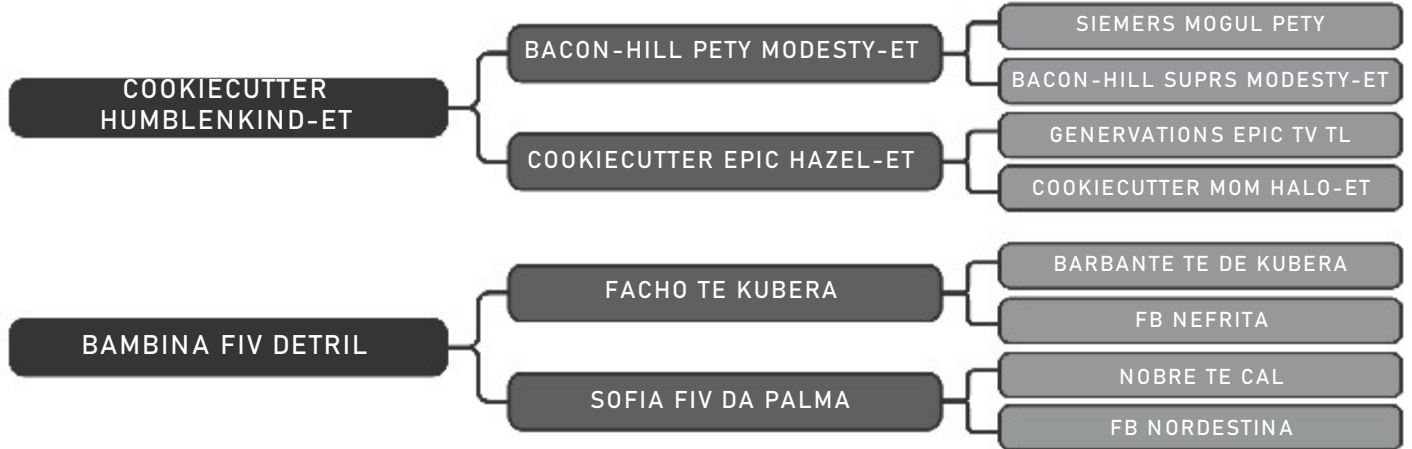 SIEMERS MOGUL PETY
BACON-HILL PETY MODESTY-ET
BACON-HILL SUPRS MODESTY-ET
COOKIECUTTER
HUMBLENKIND-ET
GENERVATIONS EPIC TV TL
COOKIECUTTER EPIC HAZEL-ET
COOKIECUTTER MOM HALO-ET
BARBANTE TE DE KUBERA
FACHO TE KUBERA
FB NEFRITA
BAMBINA FIV DETRIL
NOBRE TE CAL
SOFIA FIV DA PALMA
FB NORDESTINA